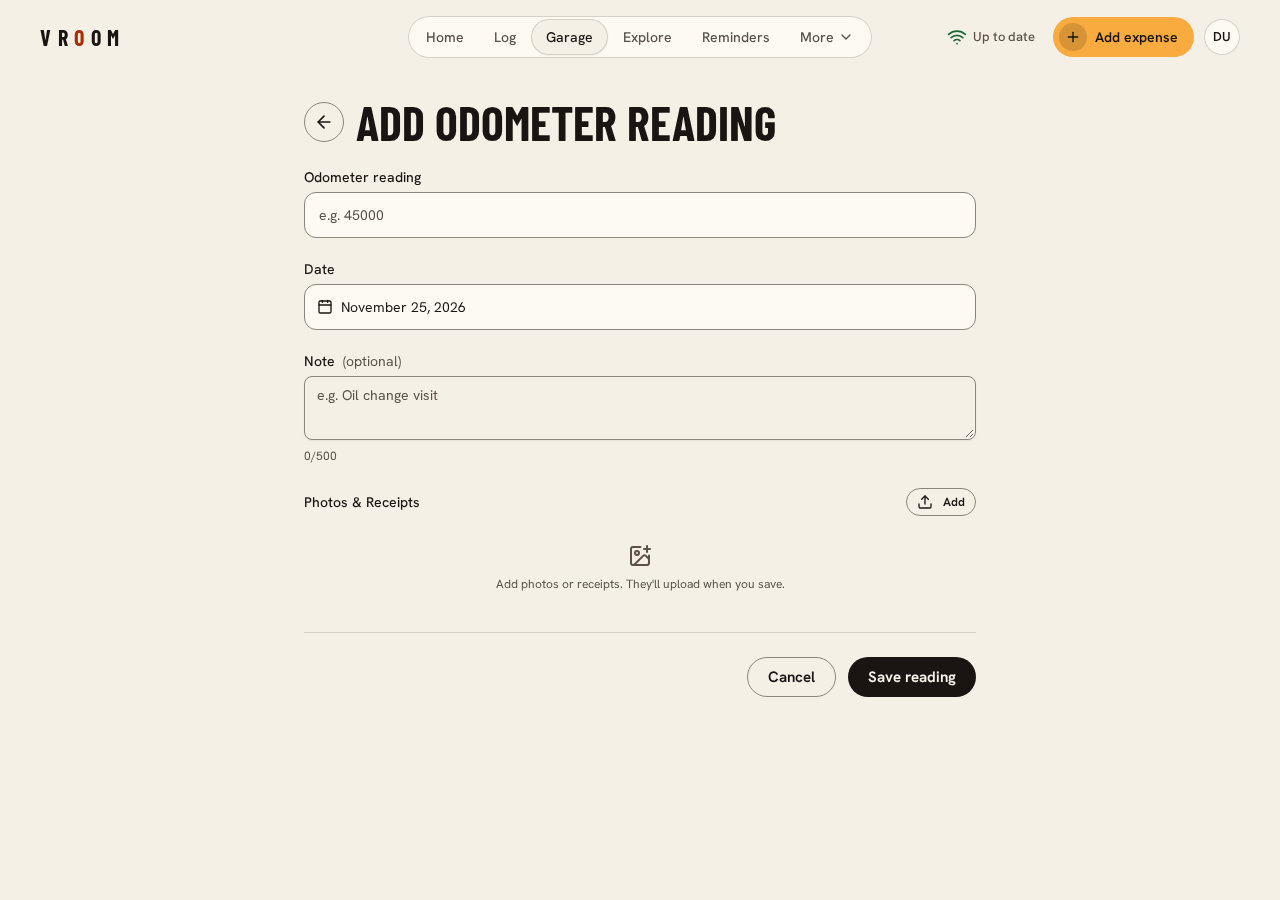 VROOM
Home Log Garage Explore Reminders More
Up to date
Add expense
DU
ADD ODOMETER READING
Odometer reading
e.g. 45000
Date
November 25, 2026
Note (optional)
e.g. Oil change visit
0/500
Photos & Receipts
Add
Add photos or receipts. They'll upload when you save.
Cancel
Save reading